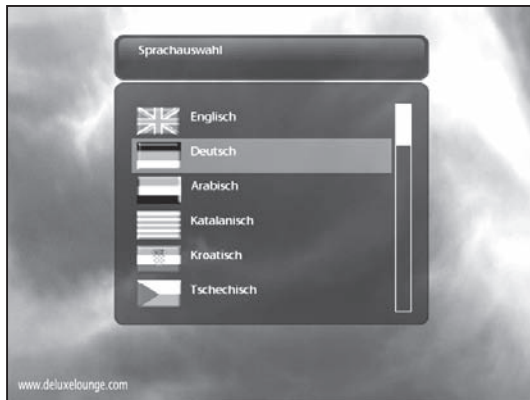 Sprachauswahl
Englisch
Deutsch
Arabisch
Katalanisch
Kroatisch
Tschechisch
www.deluxelounge.com